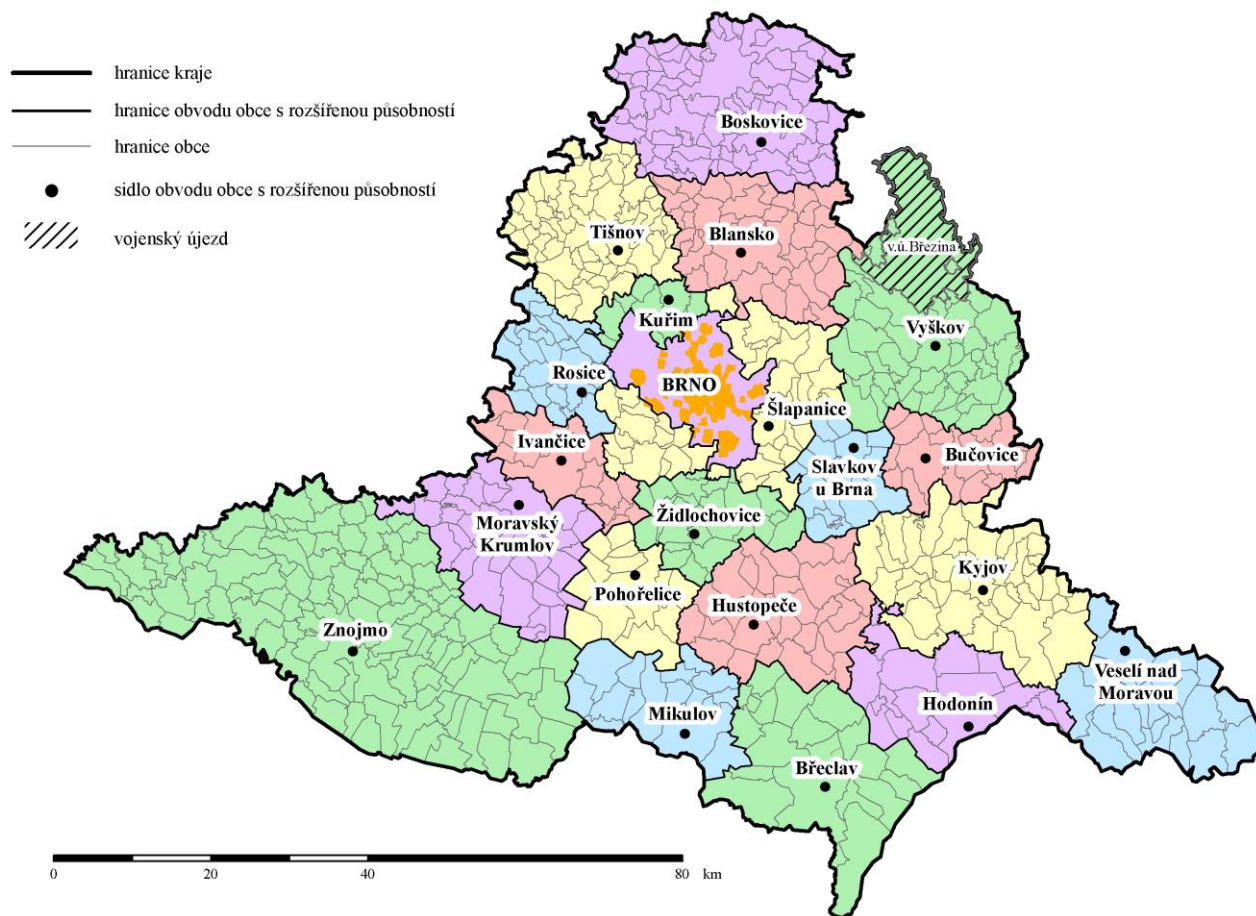 hranice kraje
hranice obvodu obce s rozšířenou působností
hranice obce
sídlo obvodu obce s rozšířenou působností
vojenský újezd
Boskovice
Tišnov
Blansko
v.ú.Březina
Kuřim
Vyškov
Rosice
BRNO
Šlapanice
Ivančice
Slavkov
u Brna
Bučovice
Moravský
Krumlov
Židlochovice
Pohořelice
Hustopeče
Kyjov
Znojmo
Veselí nad
Moravou
Mikulov
Hodonín
Břeclav
0 20 40 80 km